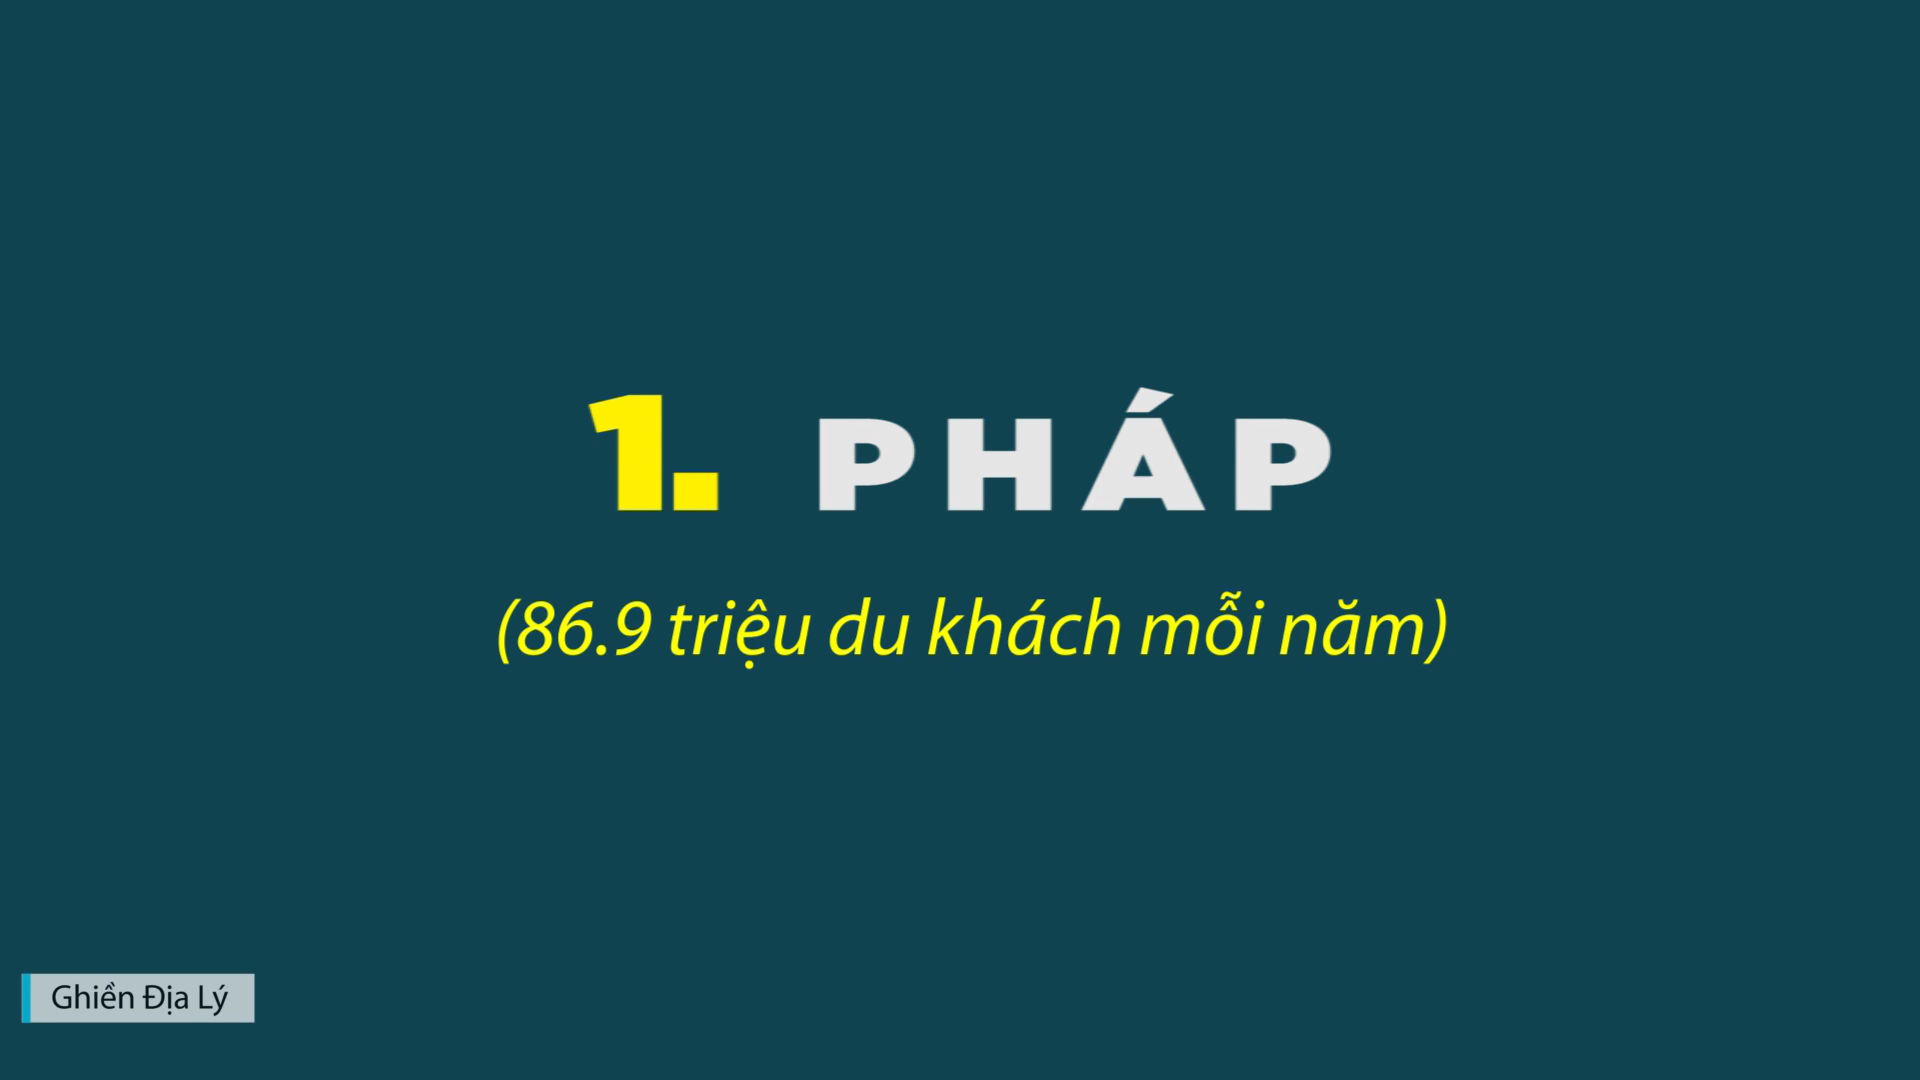 1. PHÁP
(86.9 triệu du khách mỗi năm)
Ghiền Địa Lý